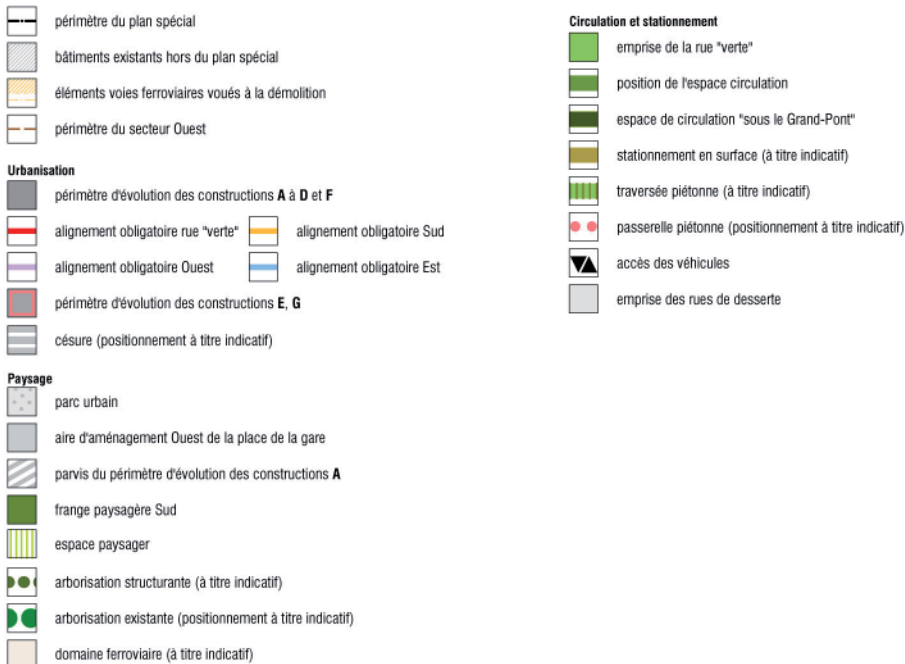 périmètre du plan spécial
bâtiments existants hors du plan spécial
éléments voies ferroviaires voués à la démolition
périmètre du secteur Ouest
Urbanisation
périmètre d'évolution des constructions A à D et F
alignement obligatoire rue "verte"
alignement obligatoire Sud
alignement obligatoire Ouest
alignement obligatoire Est
périmètre d'évolution des constructions E, G
césure (positionnement à titre indicatif)
Paysage
parc urbain
aire d'aménagement Ouest de la place de la gare
parvis du périmètre d'évolution des constructions A
frange paysagère Sud
espace paysager
arborisation structurante (à titre indicatif)
arborisation existante (positionnement à titre indicatif)
domaine ferroviaire (à titre indicatif)
Circulation et stationnement
emprise de la rue "verte"
position de l'espace circulation
espace de circulation "sous le Grand-Pont"
stationnement en surface (à titre indicatif)
traversée piétonne (à titre indicatif)
passerelle piétonne (positionnement à titre indicatif)
accès des véhicules
emprise des rues de desserte